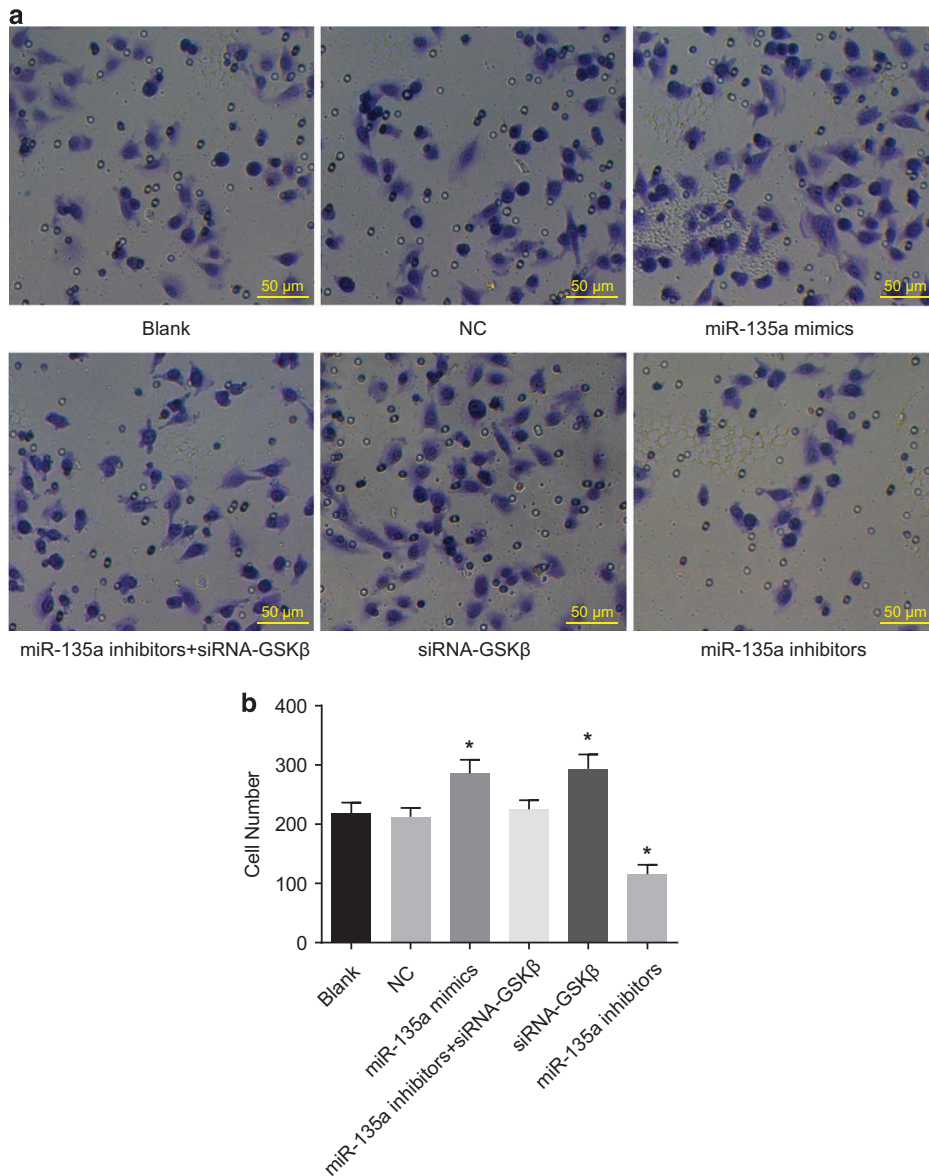 a
50 µm
50 µm
50 µm
Blank
NC
miR-135a mimics
50 µm
50 µm
50 µm
miR-135a inhibitors+siRNA-GSKβ
siRNA-GSKβ
miR-135a inhibitors
b
400
300
200
100
0
Cell Number
*
*
*
Blank
NC
miR-135a mimics
miR-135a inhibitors+siRNA-GSKβ
siRNA-GSKβ
miR-135a inhibitors